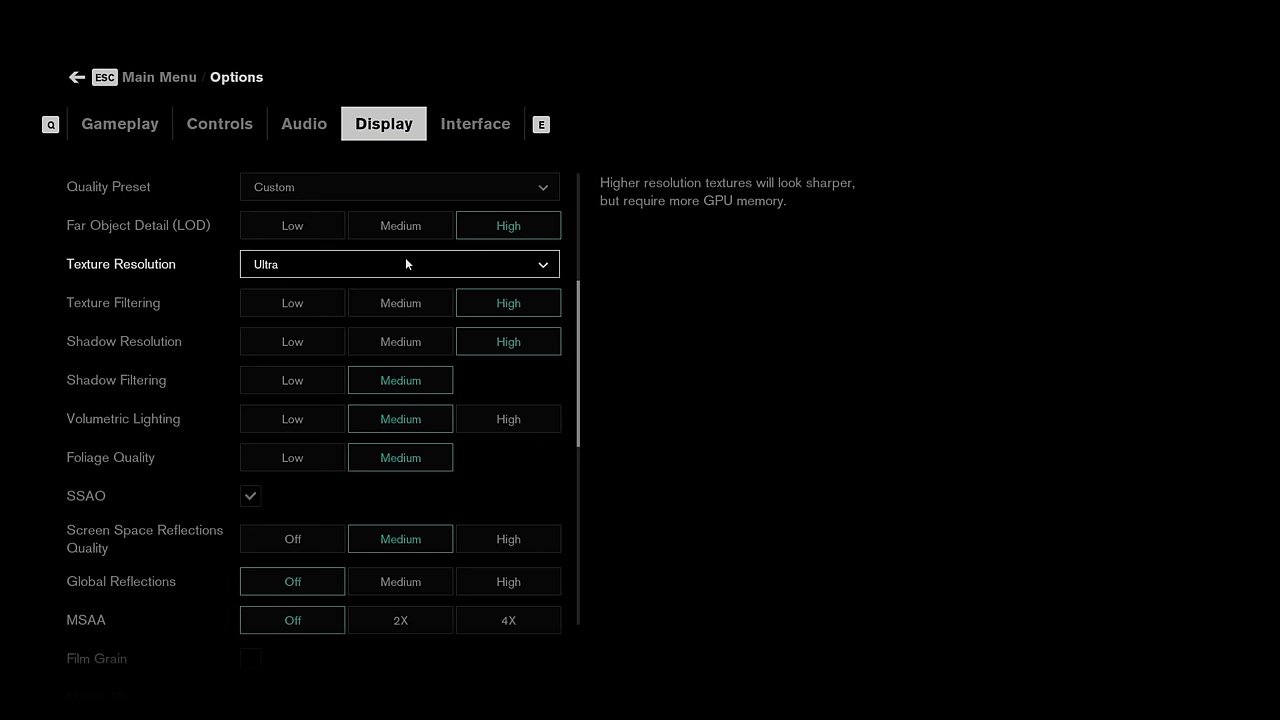 ESC Main Menu / Options
Q Gameplay Controls Audio Display Interface E
Quality Preset Custom
Higher resolution textures will look sharper,
but require more GPU memory.
Far Object Detail (LOD) Low Medium High
Texture Resolution Ultra
Texture Filtering Low Medium High
Shadow Resolution Low Medium High
Shadow Filtering Low Medium
Volumetric Lighting Low Medium High
Foliage Quality Low Medium
SSAO
Screen Space Reflections
Quality Off Medium High
Global Reflections Off Medium High
MSAA Off 2X 4X
Film Grain